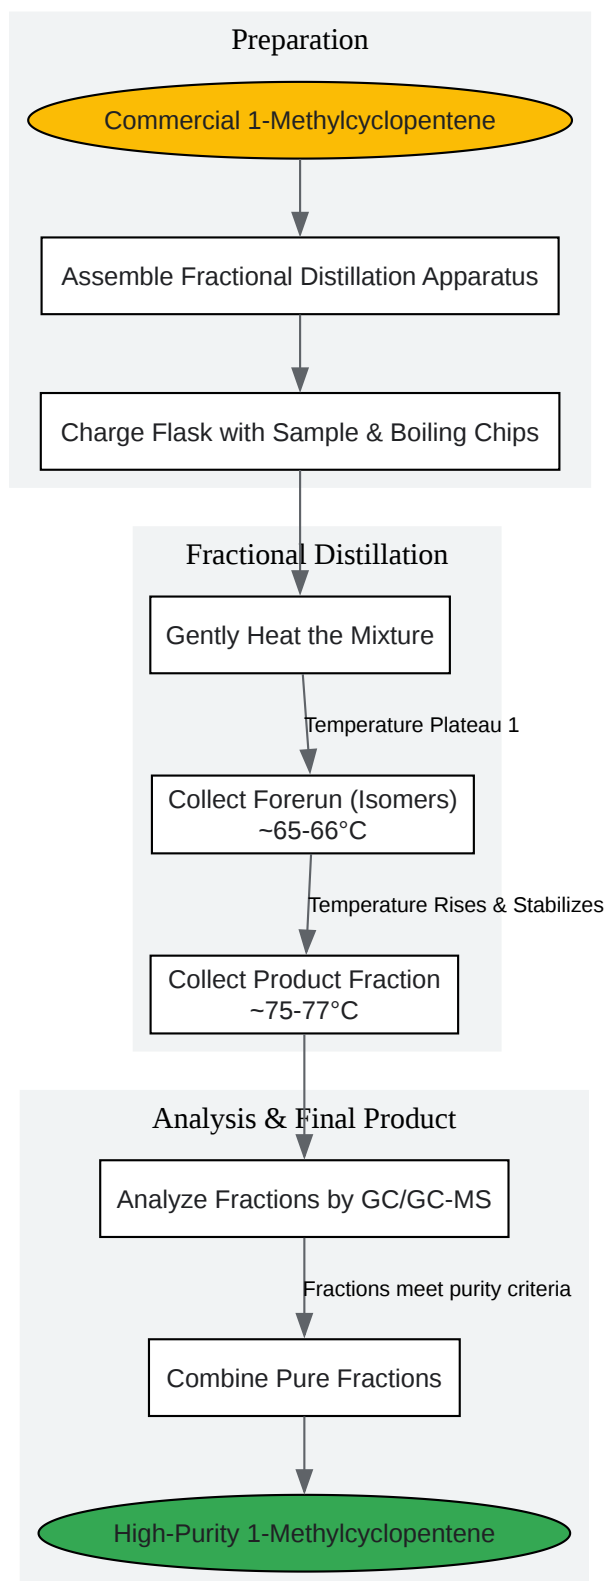 Preparation
Commercial 1-Methylcyclopentene
Assemble Fractional Distillation Apparatus
Charge Flask with Sample & Boiling Chips
Fractional Distillation
Gently Heat the Mixture
Temperature Plateau 1
Collect Forerun (Isomers)
~65-66°C
Temperature Rises & Stabilizes
Collect Product Fraction
~75-77°C
Analysis & Final Product
Analyze Fractions by GC/GC-MS
Fractions meet purity criteria
Combine Pure Fractions
High-Purity 1-Methylcyclopentene